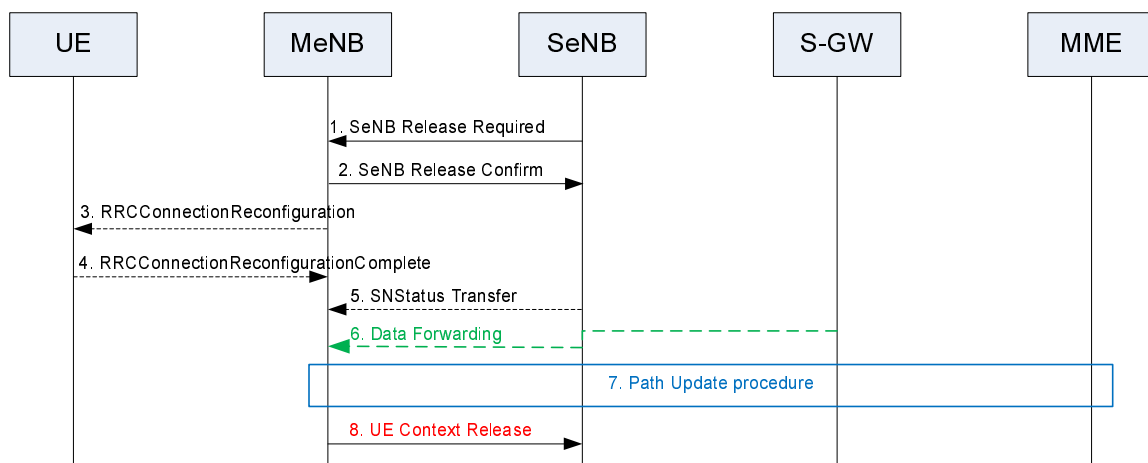 UE
MeNB
SeNB
S-GW
MME
1. SeNB Release Required
2. SeNB Release Confirm
3. RRCConnectionReconfiguration
4. RRCConnectionReconfigurationComplete
5. SNStatus Transfer
6. Data Forwarding
7. Path Update procedure
8. UE Context Release